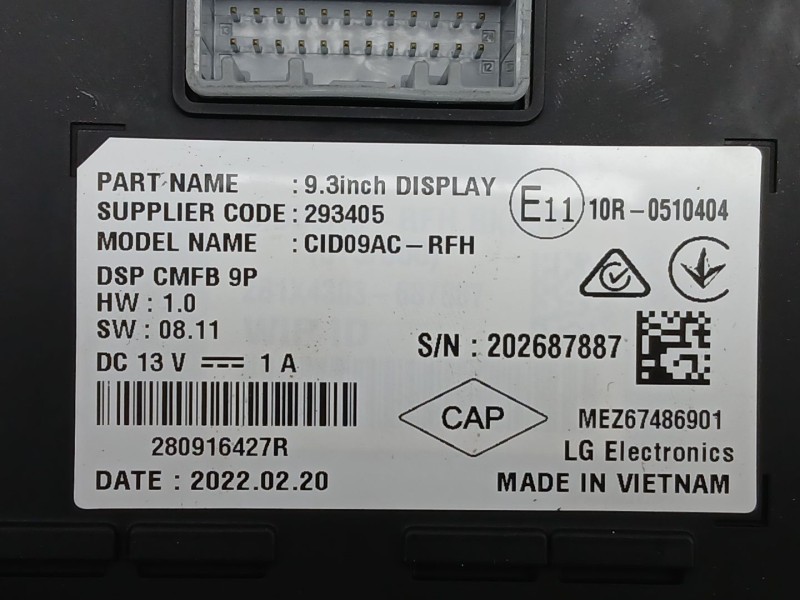 PART NAME : 9.3inch DISPLAY
SUPPLIER CODE : 293405
MODEL NAME : CID09AC-RFH
E11 10R-0510404
DSP CMFB 9P
HW : 1.0
SW : 08.11
DC 13 V ⎓ 1 A
S/N : 202687887
280916427R
CAP
MEZ67486901
LG Electronics
DATE : 2022.02.20
MADE IN VIETNAM